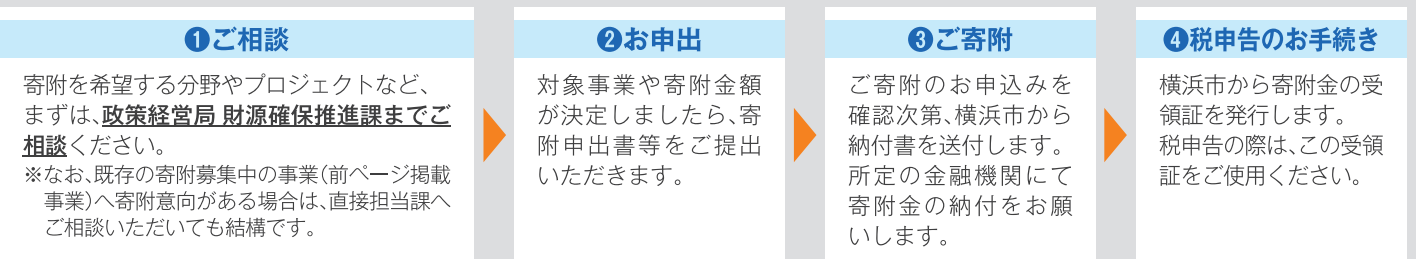 ❶ご相談
寄附を希望する分野やプロジェクトなど、
まずは、政策経営局 財源確保推進課までご
相談ください。
※なお、既存の寄附募集中の事業(前ページ掲載
事業)へ寄附意向がある場合は、直接担当課へ
ご相談いただいても結構です。
❷お申出
対象事業や寄附金額
が決定しましたら、寄
附申出書等をご提出
いただきます。
❸ご寄附
ご寄附のお申込みを
確認次第、横浜市から
納付書を送付します。
所定の金融機関にて
寄附金の納付をお願
いします。
❹税申告のお手続き
横浜市から寄附金の受
領証を発行します。
税申告の際は、この受領
証をご使用ください。